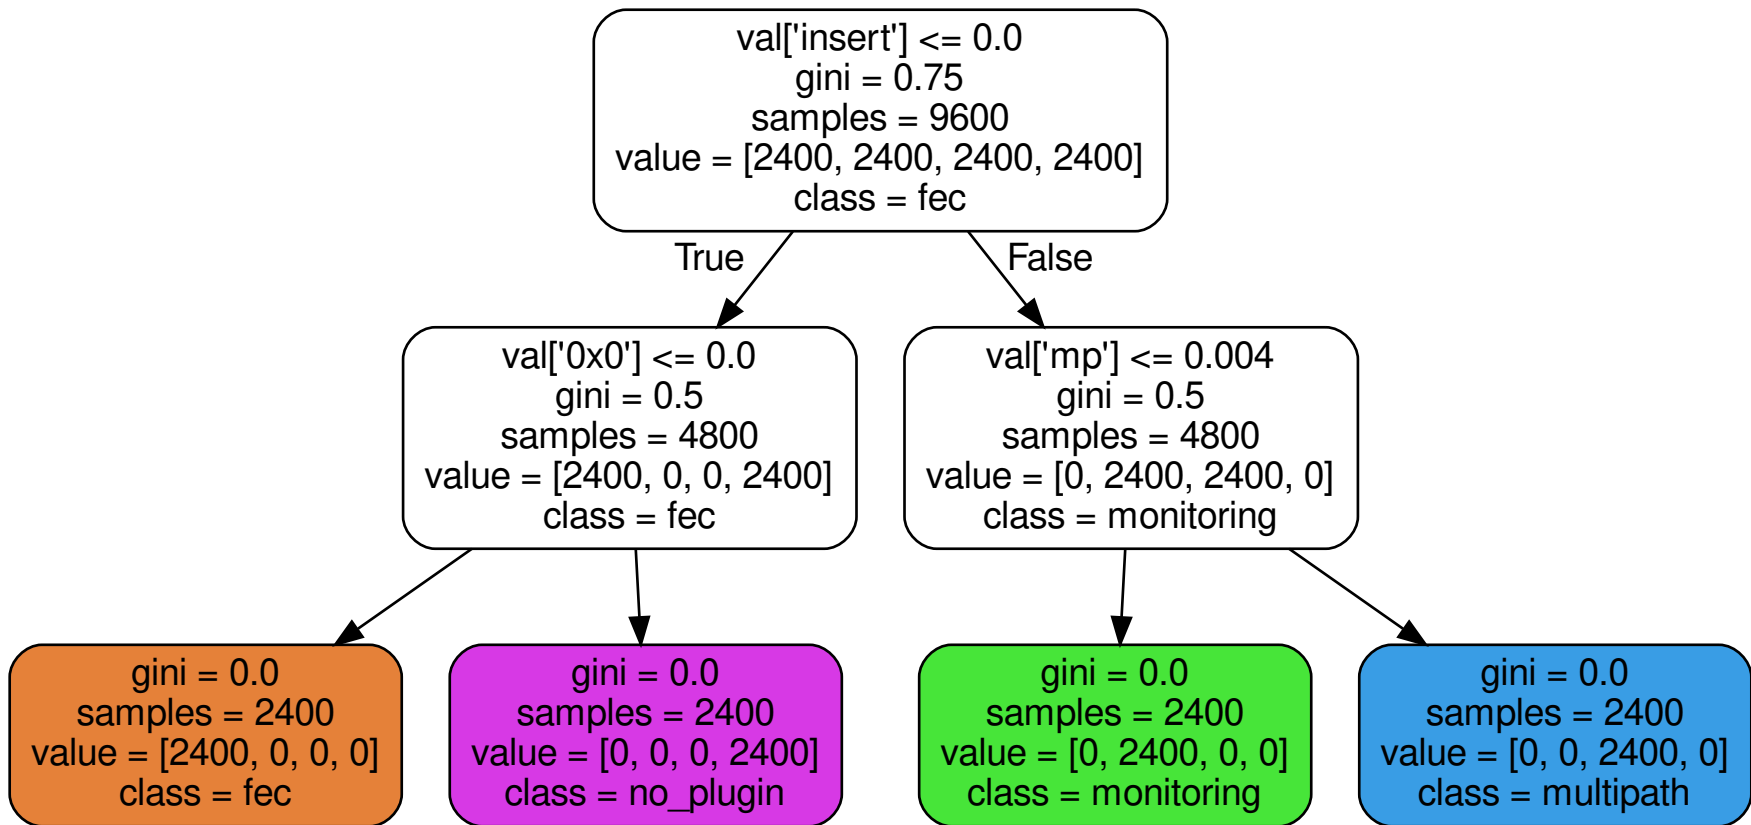 val['insert'] <= 0.0
gini = 0.75
samples = 9600
value = [2400, 2400, 2400, 2400]
class = fec
True
False
val['0x0'] <= 0.0
gini = 0.5
samples = 4800
value = [2400, 0, 0, 2400]
class = fec
val['mp'] <= 0.004
gini = 0.5
samples = 4800
value = [0, 2400, 2400, 0]
class = monitoring
gini = 0.0
samples = 2400
value = [2400, 0, 0, 0]
class = fec
gini = 0.0
samples = 2400
value = [0, 0, 0, 2400]
class = no_plugin
gini = 0.0
samples = 2400
value = [0, 2400, 0, 0]
class = monitoring
gini = 0.0
samples = 2400
value = [0, 0, 2400, 0]
class = multipath